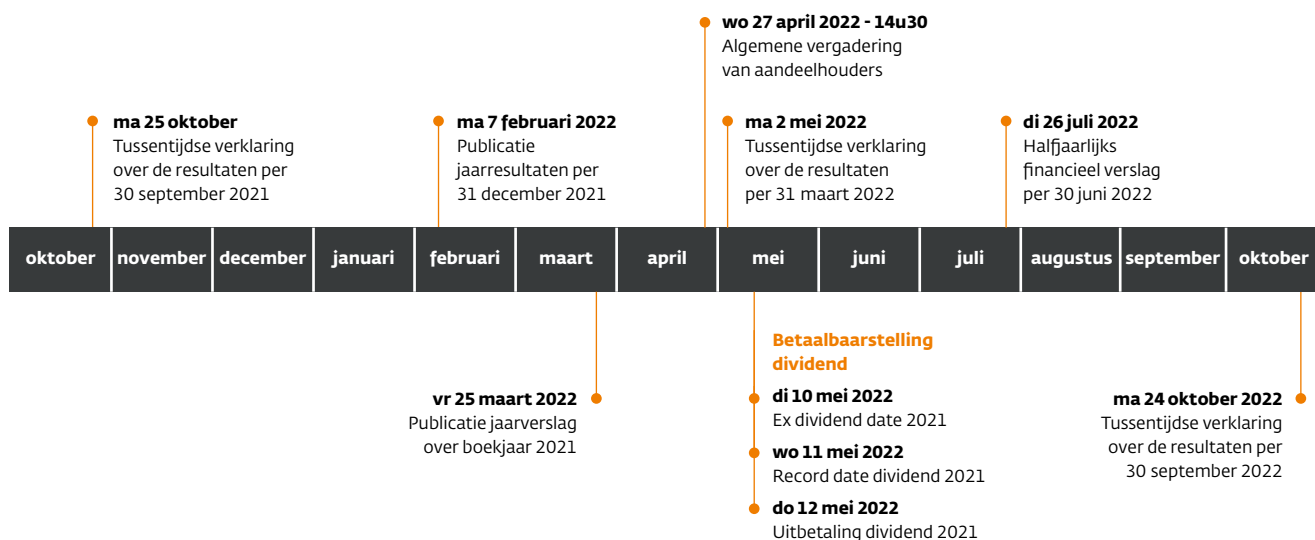 wo 27 april 2022 - 14u30
Algemene vergadering
van aandeelhouders
ma 25 oktober
Tussentijdse verklaring
over de resultaten per
30 september 2021
ma 7 februari 2022
Publicatie
jaarresultaten per
31 december 2021
ma 2 mei 2022
Tussentijdse verklaring
over de resultaten
per 31 maart 2022
di 26 juli 2022
Halfjaarlijks
financieel verslag
per 30 juni 2022
oktober november december januari februari maart april mei juni juli augustus september oktober
vr 25 maart 2022
Publicatie jaarverslag
over boekjaar 2021
Betaalbaarstelling
dividend
di 10 mei 2022
Ex dividend date 2021
wo 11 mei 2022
Record date dividend 2021
do 12 mei 2022
Uitbetaling dividend 2021
ma 24 oktober 2022
Tussentijdse verklaring
over de resultaten per
30 september 2022